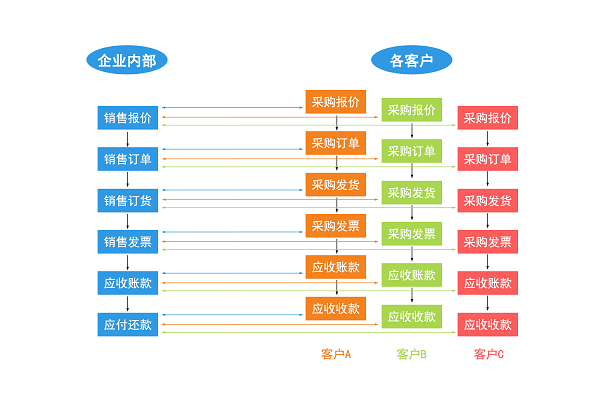 企业内部
各客户
销售报价
采购报价
采购报价
采购报价
销售订单
采购订单
采购订单
采购订单
销售订货
采购发货
采购发货
采购发货
销售发票
采购发票
采购发票
采购发票
应收账款
应收账款
应收账款
应收账款
应付还款
应收收款
应收收款
应收收款
客户A
客户B
客户C